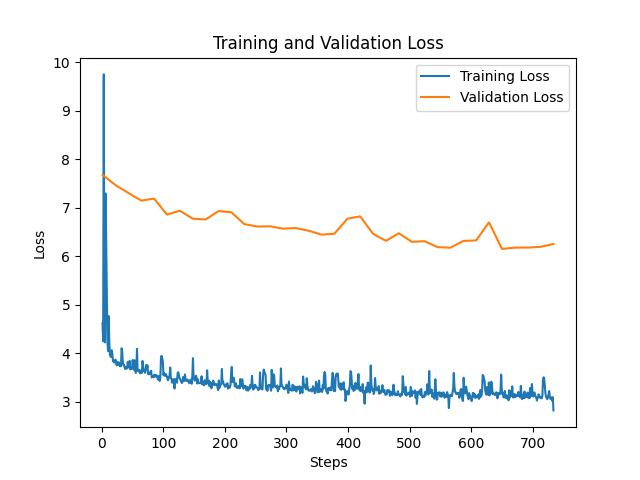 Training and Validation Loss
Training Loss
Validation Loss
10
9
8
7
6
5
4
3
Loss
0 100 200 300 400 500 600 700
Steps